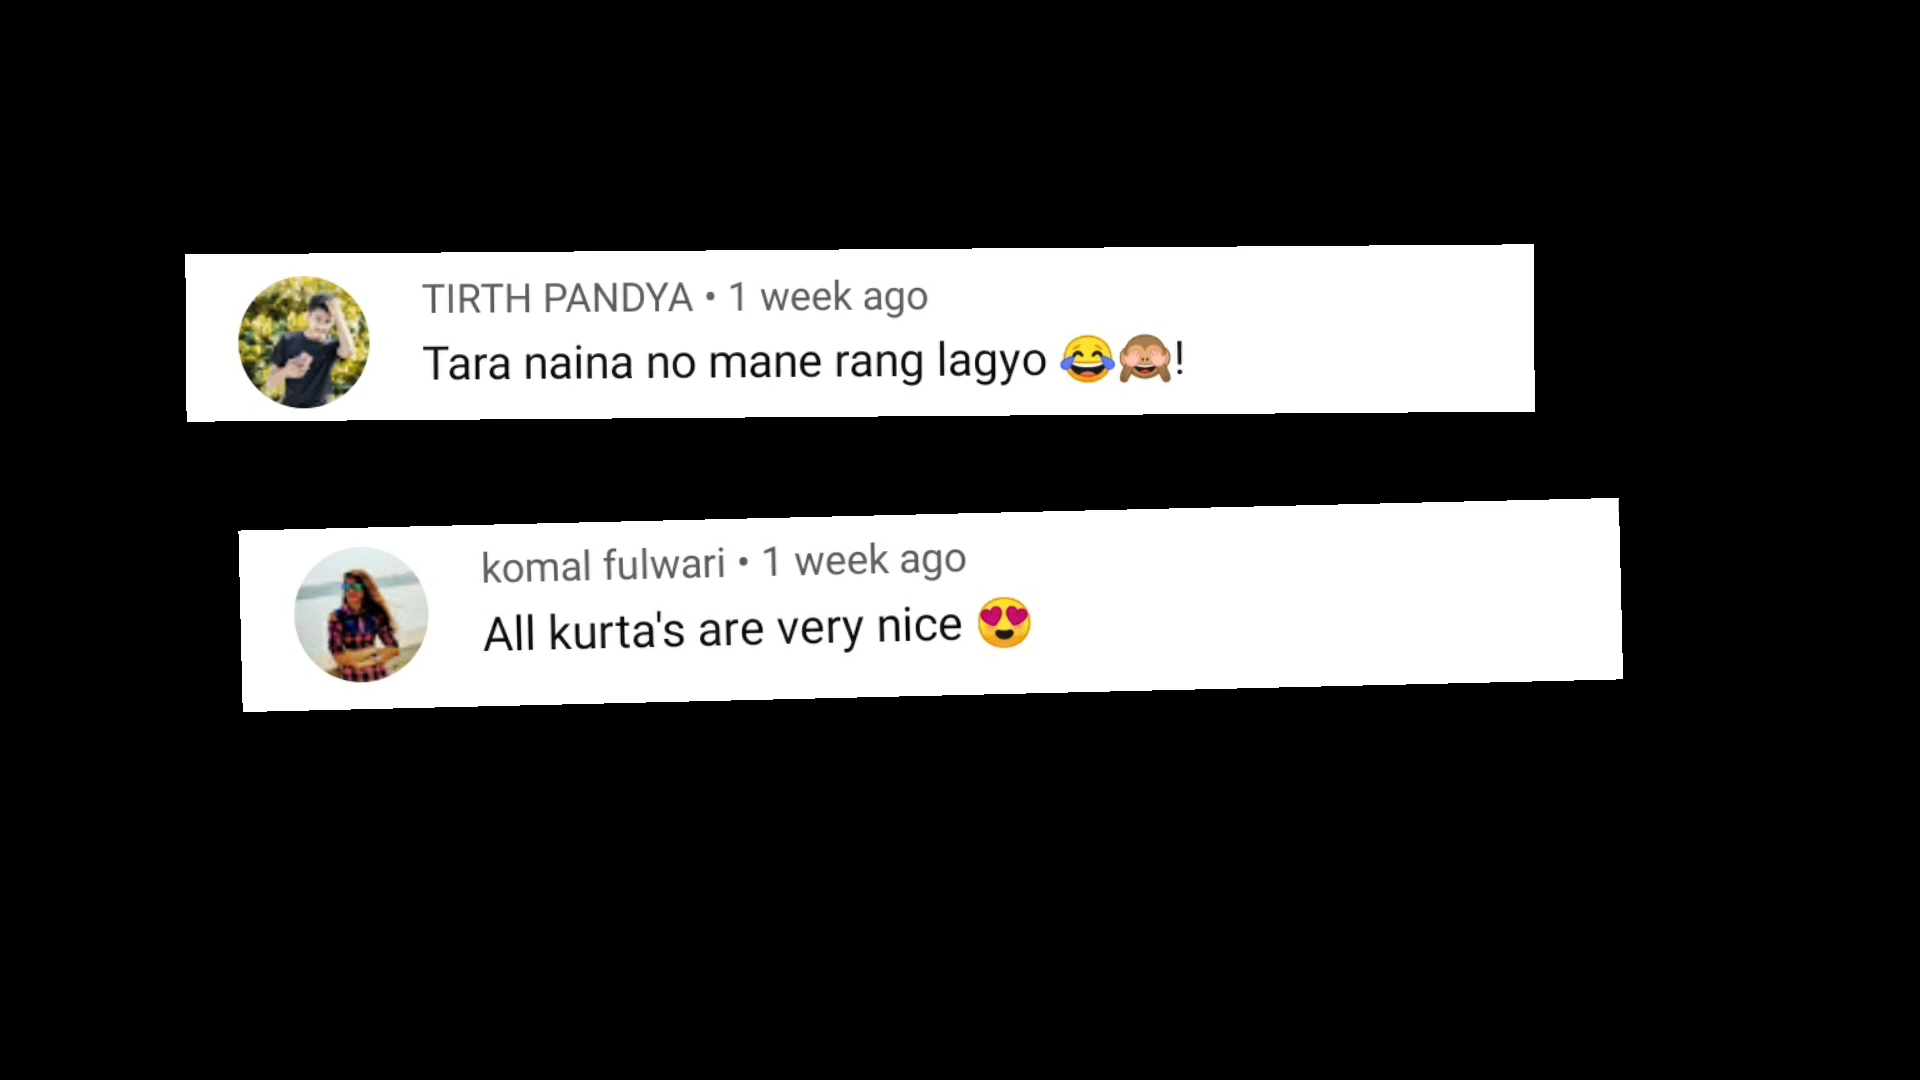 TIRTH PANDYA • 1 week ago
Tara naina no mane rang lagyo 😂🙈!
komal fulwari • 1 week ago
All kurta's are very nice 😍